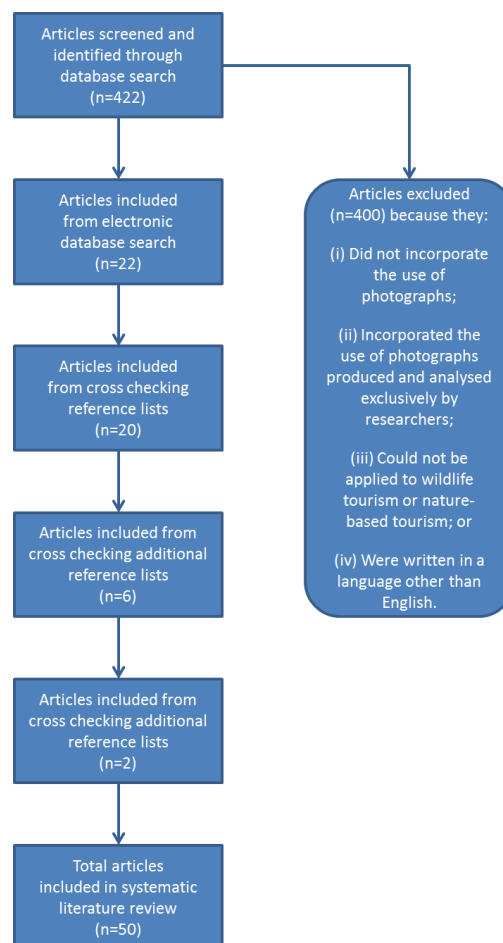 Articles screened and
identified through
database search
(n=422)
Articles included
from electronic
database search
(n=22)
Articles included
from cross checking
reference lists
(n=20)
Articles included from
cross checking additional
reference lists
(n=6)
Articles included from
cross checking additional
reference lists
(n=2)
Total articles
included in systematic
literature review
(n=50)
Articles excluded
(n=400) because they:
(i) Did not incorporate
the use of
photographs;
(ii) Incorporated the
use of photographs
produced and analysed
exclusively by
researchers;
(iii) Could not be
applied to wildlife
tourism or nature-
based tourism; or
(iv) Were written in a
language other than
English.